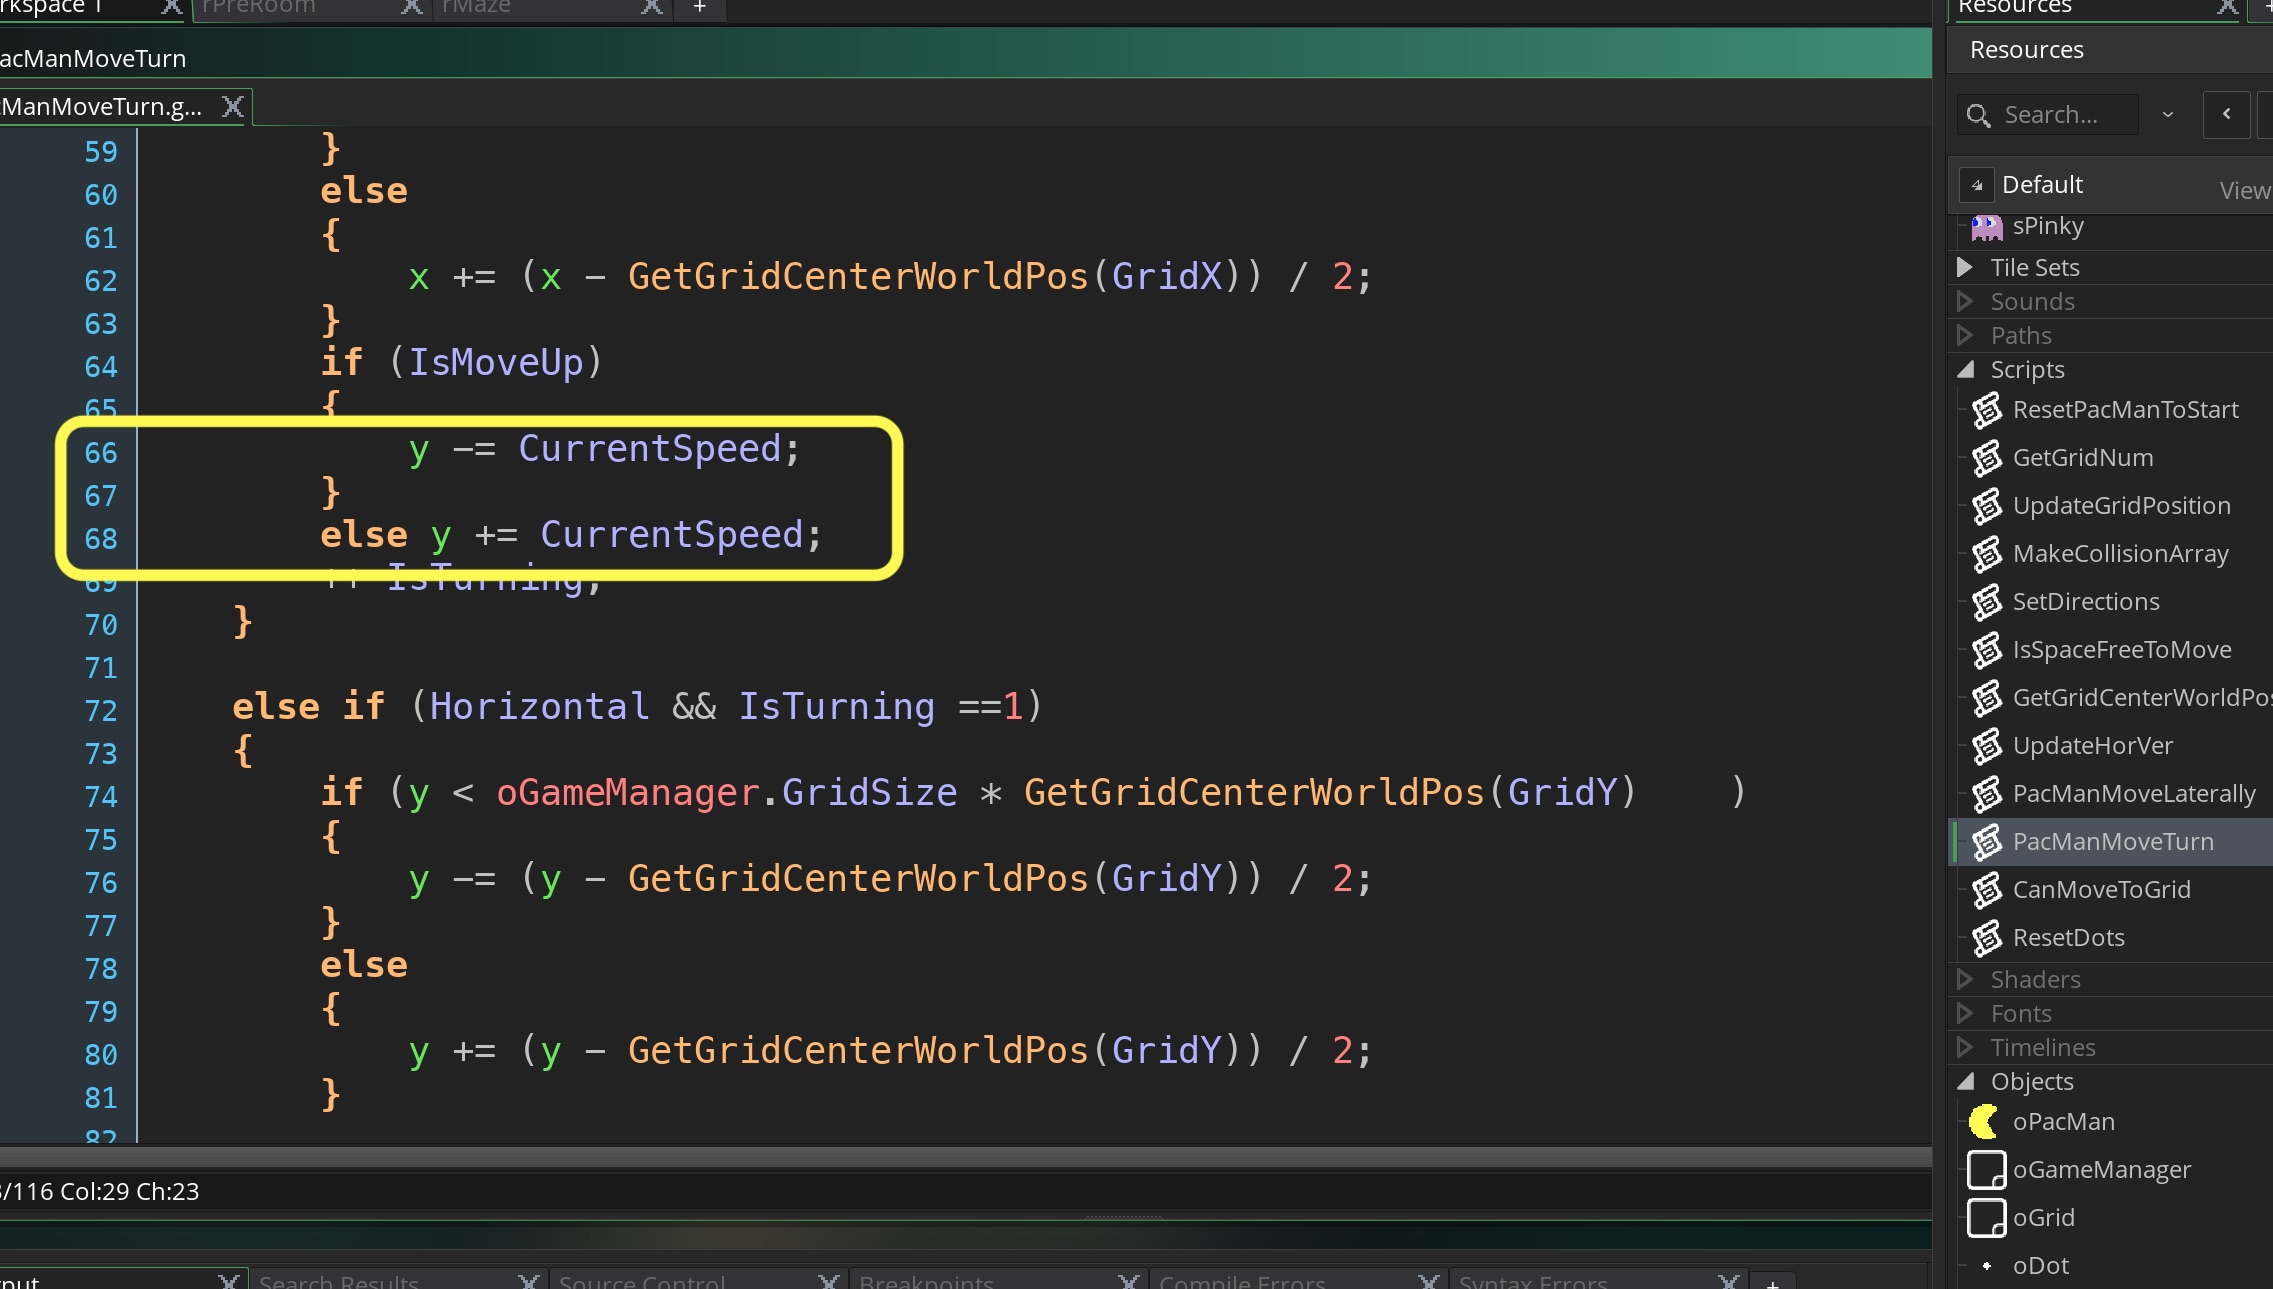 rkspace 1
rPreRoom
rMaze
+
acManMoveTurn
cManMoveTurn.g...
59 }
60 else
61 {
62 x += (x - GetGridCenterWorldPos(GridX)) / 2;
63 }
64 if (IsMoveUp)
65 {
66 y -= CurrentSpeed;
67 }
68 else y += CurrentSpeed;
69 ++ IsTurning;
70 }
71
72 else if (Horizontal && IsTurning ==1)
73 {
74 if (y < oGameManager.GridSize * GetGridCenterWorldPos(GridY) )
75 {
76 y -= (y - GetGridCenterWorldPos(GridY)) / 2;
77 }
78 else
79 {
80 y += (y - GetGridCenterWorldPos(GridY)) / 2;
81 }
82
/116 Col:29 Ch:23
put
Search Results
Source Control
Breakpoints
Compile Errors
Syntax Errors
+
Resources
Resources
Search...
Default
View
sPinky
Tile Sets
Sounds
Paths
Scripts
ResetPacManToStart
GetGridNum
UpdateGridPosition
MakeCollisionArray
SetDirections
IsSpaceFreeToMove
GetGridCenterWorldPos
UpdateHorVer
PacManMoveLaterally
PacManMoveTurn
CanMoveToGrid
ResetDots
Shaders
Fonts
Timelines
Objects
oPacMan
oGameManager
oGrid
oDot